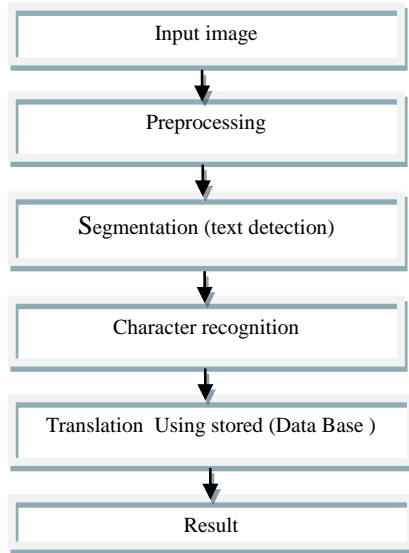 Input image
Preprocessing
Segmentation (text detection)
Character recognition
Translation Using stored (Data Base )
Result